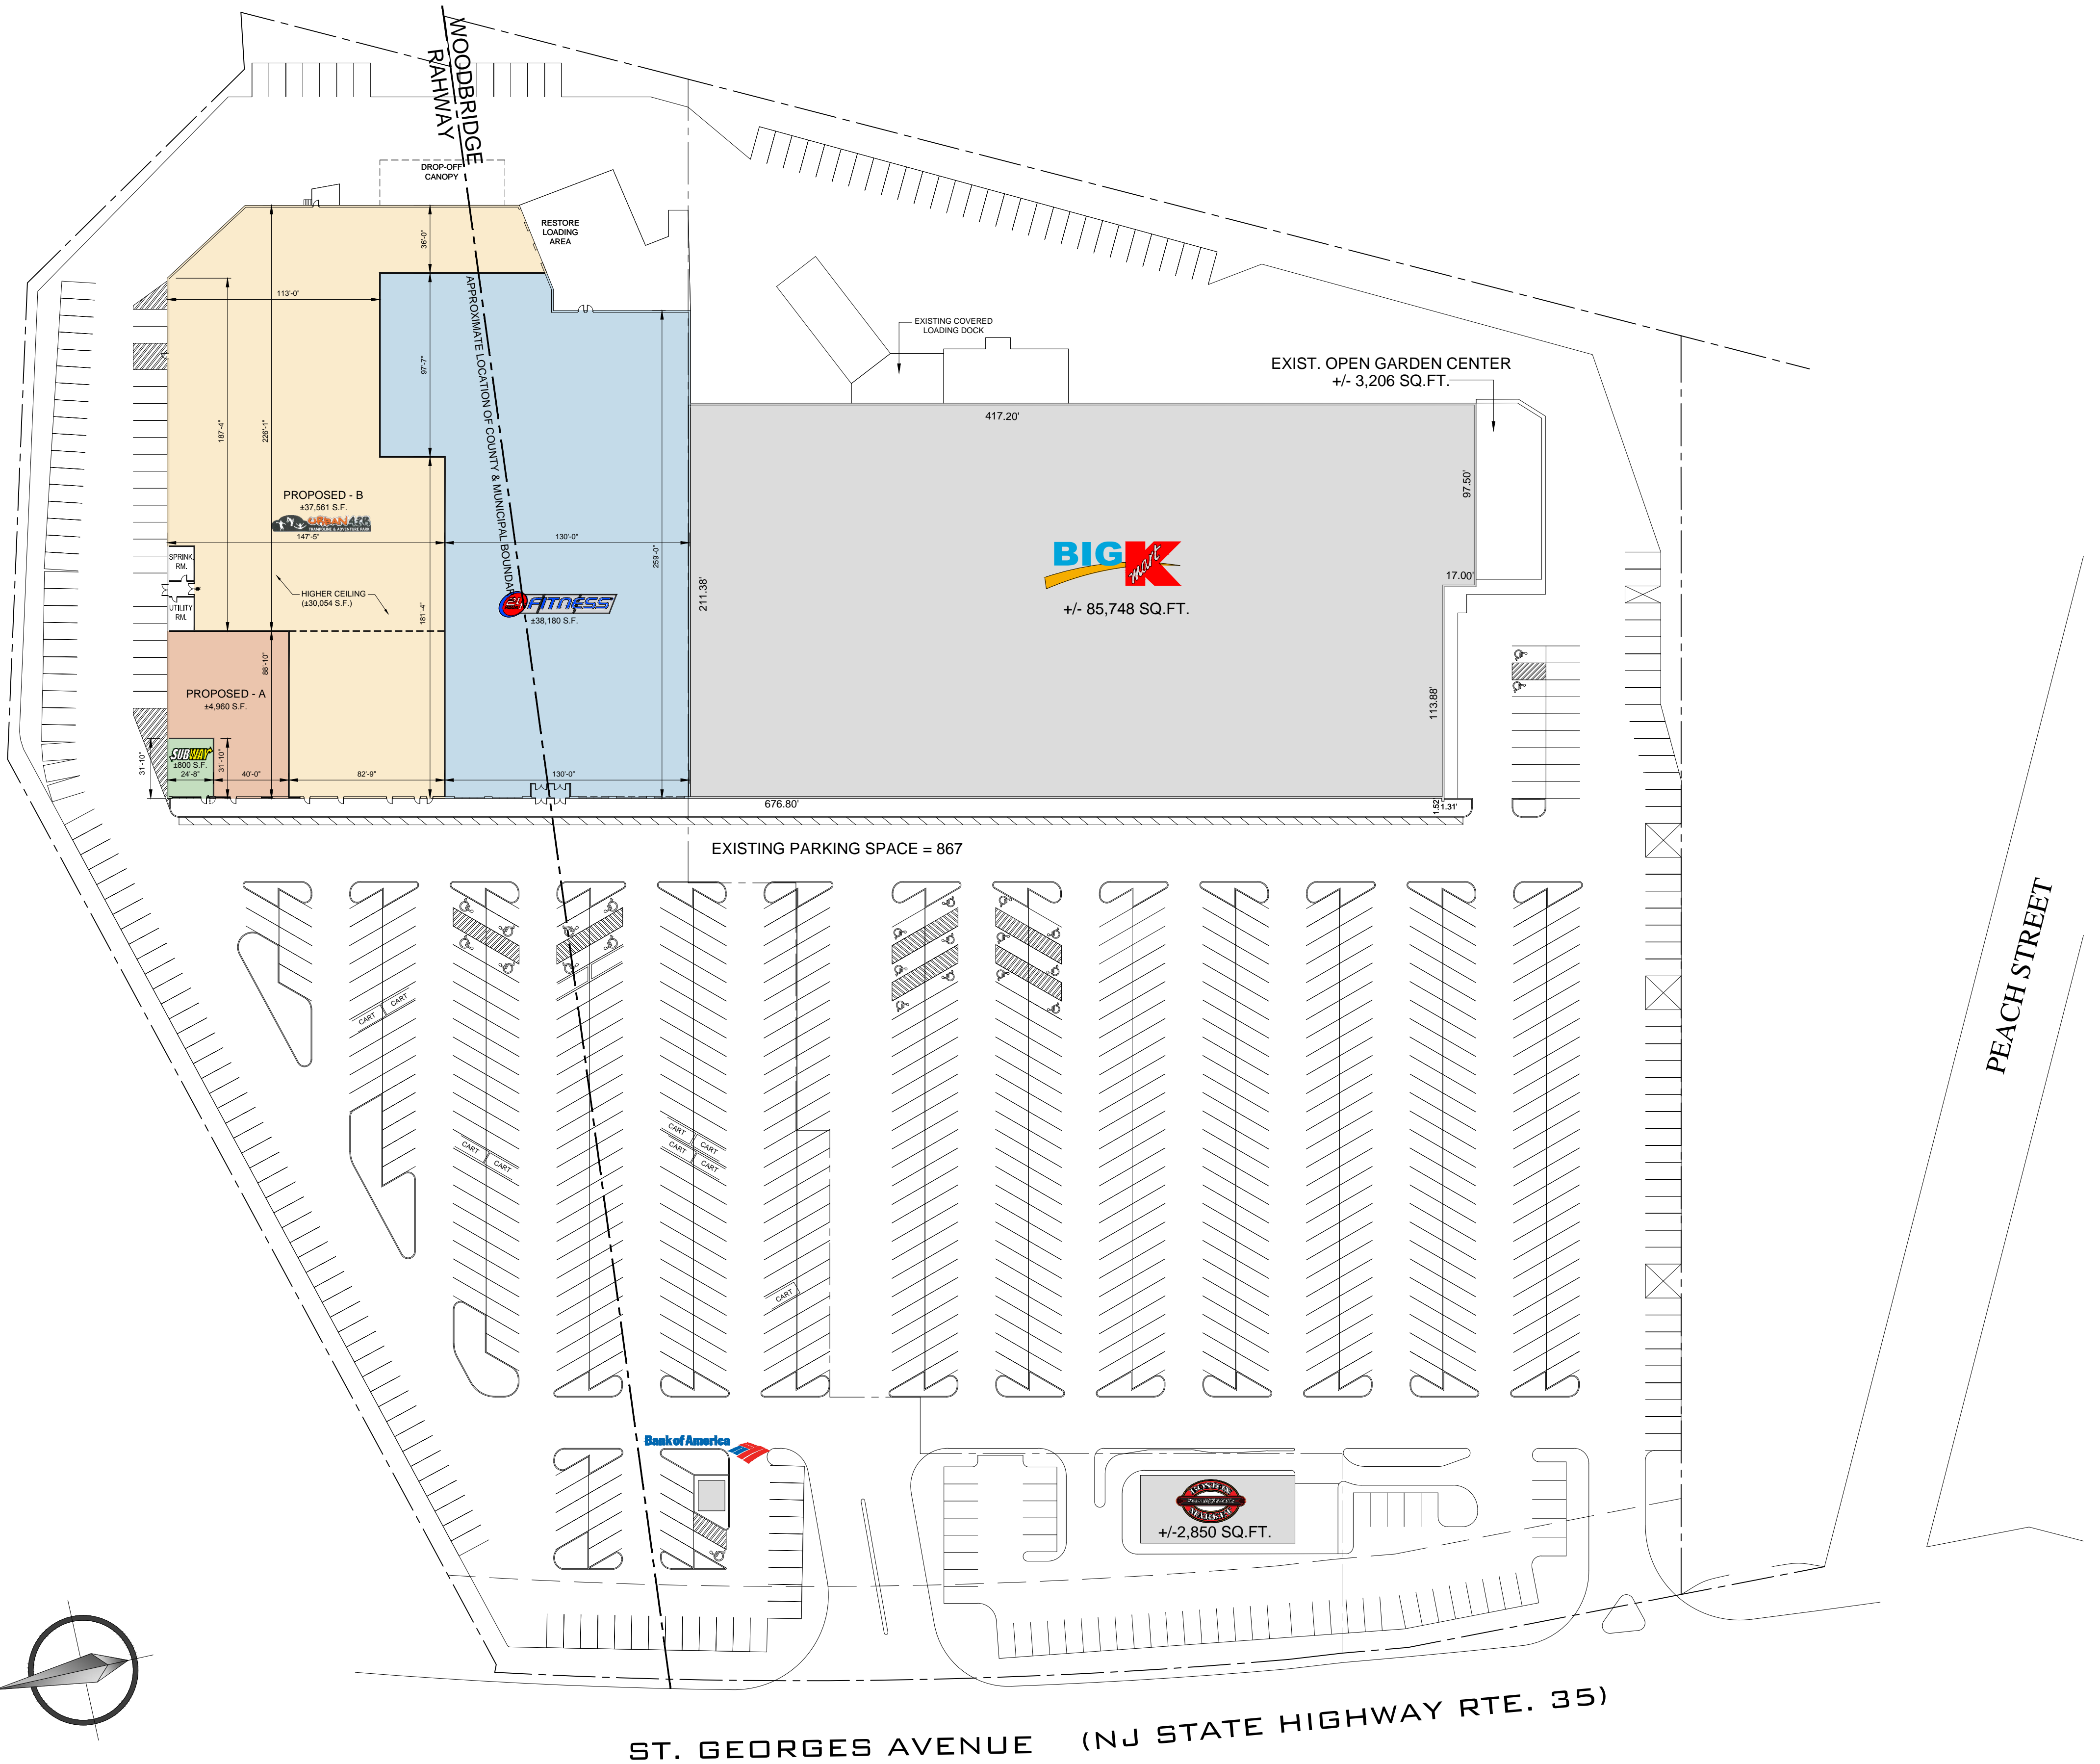 WOODBRIDGE
RAHWAY
DROP-OFF
CANOPY
RESTORE
LOADING
AREA
36'-0"
113'-0"
APPROXIMATE LOCATION OF COUNTY & MUNICIPAL BOUNDAR
97'-7"
187'-4"
226'-1"
EXISTING COVERED
LOADING DOCK
EXIST. OPEN GARDEN CENTER
+/- 3,206 SQ.FT.
417.20'
97.50'
PROPOSED - B
±37,561 S.F.
URBAN AIR
TRAMPOLINE & ADVENTURE PARK
147'-5"
130'-0"
259'-0"
SPRINK.
RM.
UTILITY
RM.
HIGHER CEILING
(±30,054 S.F.)
181'-4"
24 FITNESS
±38,180 S.F.
211.38'
BIG K
mart
+/- 85,748 SQ.FT.
17.00'
113.88'
88'-10"
PROPOSED - A
±4,960 S.F.
31'-10"
SUBWAY
±800 S.F.
24'-8"
31'-10"
40'-0"
82'-9"
130'-0"
676.80'
1.52'
1.31'
EXISTING PARKING SPACE = 867
CART
CART
CART
CART
CART
CART
CART
CART
CART
PEACH STREET
Bank of America
BOSTON
MARKET
+/-2,850 SQ.FT.
ST. GEORGES AVENUE (NJ STATE HIGHWAY RTE. 35)